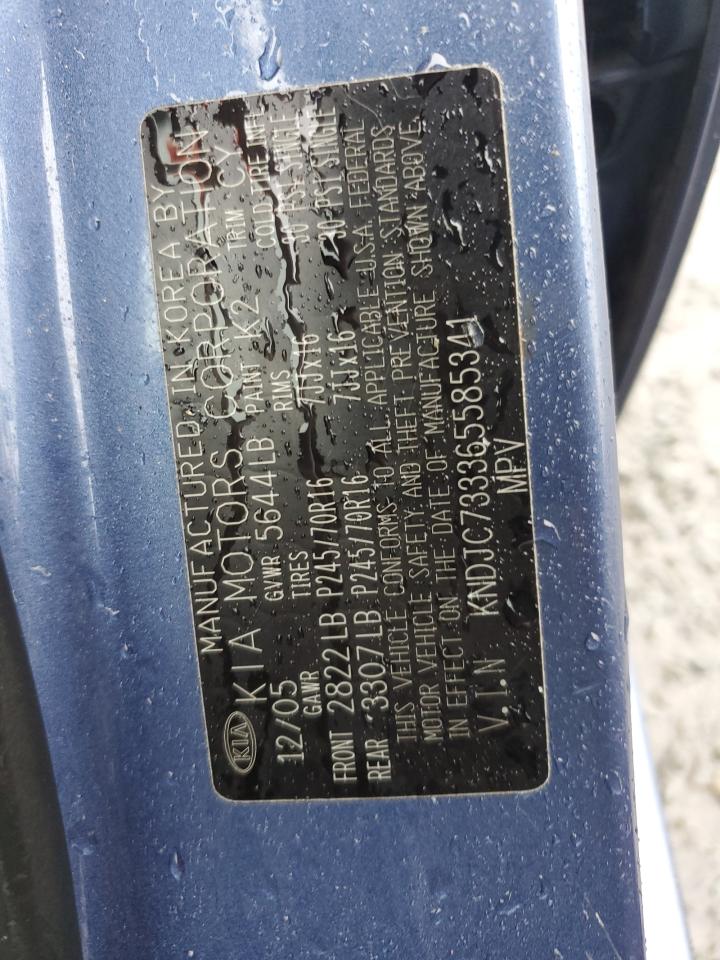 KIA
MANUFACTURED IN KOREA BY
KIA MOTORS CORPORATION
12/05 GVWR 5644LB PAINT K2 TRM CY
GAWR TIRES RIMS COLD TIRE INFL
FRONT 2822LB P245/70R16 7JJX16 30 PSI SINGLE
REAR 3307LB P245/70R16 7JJX16 30 PSI SINGLE
THIS VEHICLE CONFORMS TO ALL APPLICABLE U.S.A FEDERAL
MOTOR VEHICLE SAFETY AND THEFT PREVENTION STANDARDS
IN EFFECT ON THE DATE OF MANUFACTURE SHOWN ABOVE.
V.I.N KNDJC733365585341
MPV